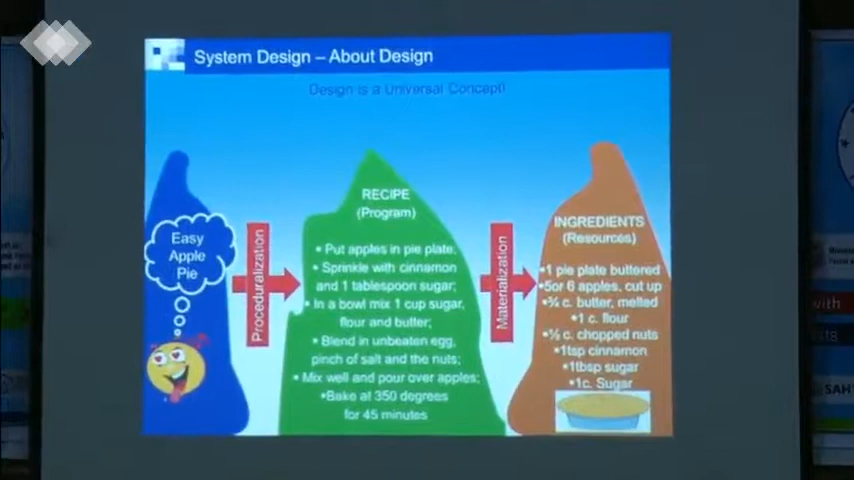 System Design – About Design
Design is a Universal Concept!
Easy
Apple
Pie
Proceduralization
RECIPE
(Program)
• Put apples in pie plate;
• Sprinkle with cinnamon
and 1 tablespoon sugar;
• In a bowl mix 1 cup sugar,
flour and butter;
• Blend in unbeaten egg,
pinch of salt and the nuts;
• Mix well and pour over apples;
•Bake at 350 degrees
for 45 minutes
Materialization
INGREDIENTS
(Resources)
•1 pie plate buttered
•5or 6 apples, cut up
•¾ c. butter, melted
•1 c. flour
•½ c. chopped nuts
•1tsp cinnamon
•1tbsp sugar
•1c. Sugar
with